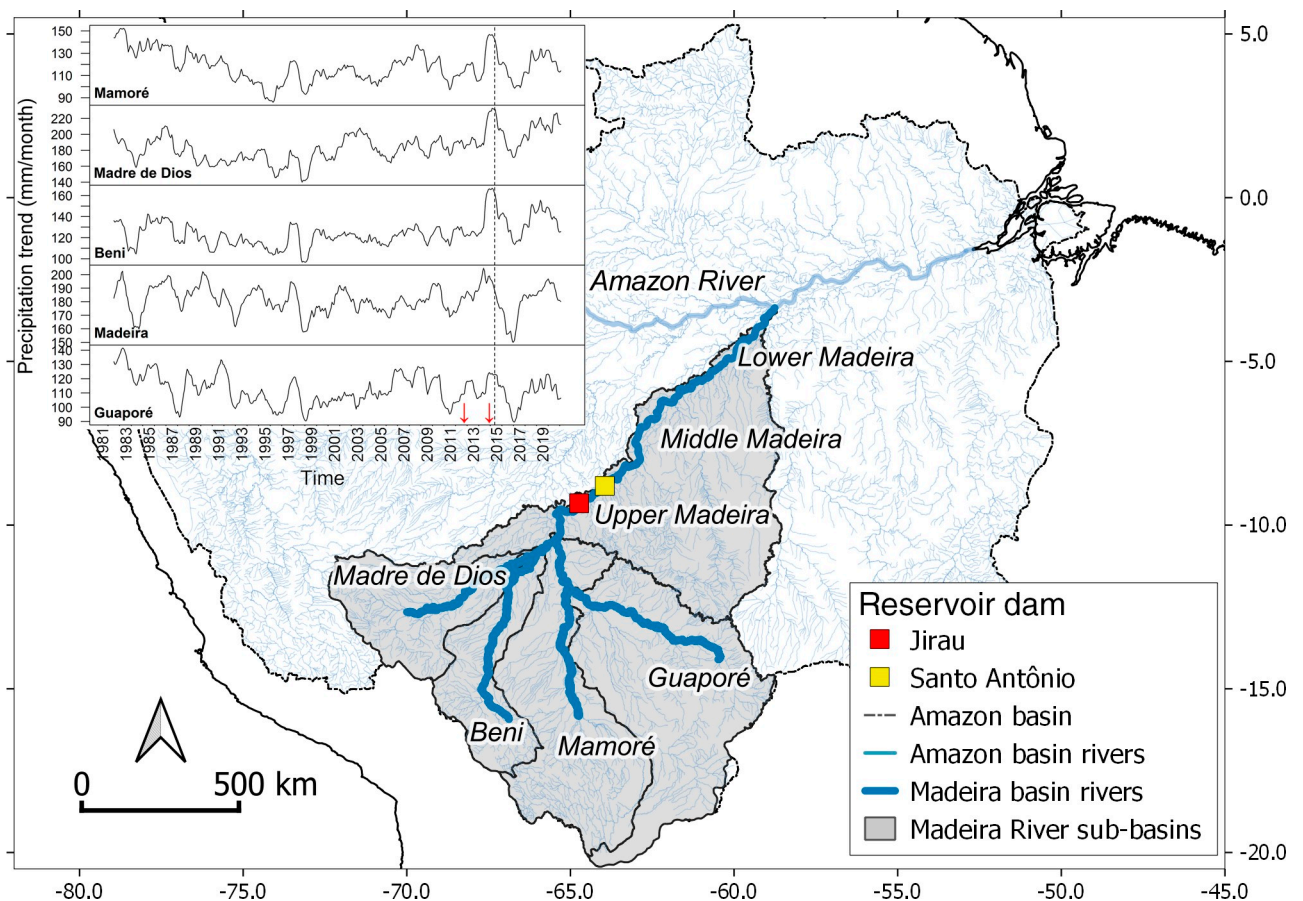 Precipitation trend (mm/month)
150
130
110
90
Mamoré
220
200
180
160
140
Madre de Dios
160
140
120
100
Beni
200
190
180
170
160
150
Madeira
140
130
120
110
100
90
Guaporé
1981
1983
1985
1987
1989
1991
1993
1995
1997
1999
2001
2003
2005
2007
2009
2011
2013
2015
2017
2019
Time
Amazon River
Lower Madeira
Middle Madeira
Upper Madeira
Madre de Dios
Guaporé
Beni
Mamoré
0 500 km
Reservoir dam
Jirau
Santo Antônio
Amazon basin
Amazon basin rivers
Madeira basin rivers
Madeira River sub-basins
5.0
0.0
-5.0
-10.0
-15.0
-20.0
-80.0 -75.0 -70.0 -65.0 -60.0 -55.0 -50.0 -45.0